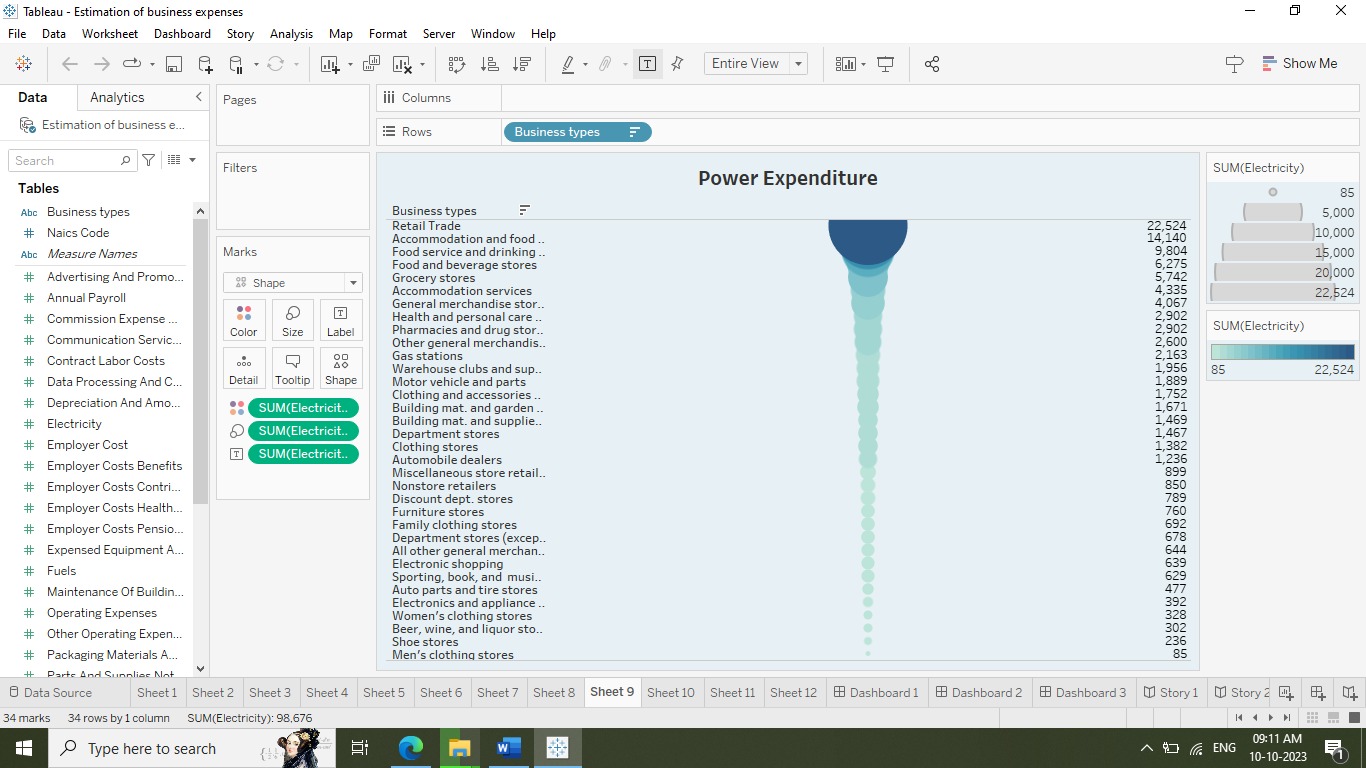 Tableau - Estimation of business expenses
File Data Worksheet Dashboard Story Analysis Map Format Server Window Help
Entire View
Show Me
Data Analytics
Estimation of business e...
Search
Tables
Abc Business types
Naics Code
Abc Measure Names
Advertising And Promo...
Annual Payroll
Commission Expense ...
Communication Servic...
Contract Labor Costs
Data Processing And C...
Depreciation And Amo...
Electricity
Employer Cost
Employer Costs Benefits
Employer Costs Contri...
Employer Costs Health...
Employer Costs Pensio...
Expensed Equipment A...
Fuels
Maintenance Of Buildin...
Operating Expenses
Other Operating Expen...
Packaging Materials A...
Parts And Supplies Not
Pages
Filters
Marks
Shape
Color Size Label
Detail Tooltip Shape
SUM(Electricit..
SUM(Electricit..
SUM(Electricit..
Columns
Rows Business types
Power Expenditure
Business types
Retail Trade 22,524
Accommodation and food .. 14,140
Food service and drinking .. 9,804
Food and beverage stores 6,275
Grocery stores 5,742
Accommodation services 4,335
General merchandise stor.. 4,067
Health and personal care .. 2,902
Pharmacies and drug stor.. 2,902
Other general merchandis.. 2,600
Gas stations 2,163
Warehouse clubs and sup.. 1,956
Motor vehicle and parts 1,889
Clothing and accessories .. 1,752
Building mat. and garden .. 1,671
Building mat. and supplie.. 1,469
Department stores 1,467
Clothing stores 1,382
Automobile dealers 1,236
Miscellaneous store retail.. 899
Nonstore retailers 850
Discount dept. stores 789
Furniture stores 760
Family clothing stores 692
Department stores (excep.. 678
All other general merchan.. 644
Electronic shopping 639
Sporting, book, and musi.. 629
Auto parts and tire stores 477
Electronics and appliance .. 392
Women's clothing stores 328
Beer, wine, and liquor sto.. 302
Shoe stores 236
Men's clothing stores 85
SUM(Electricity)
85
5,000
10,000
15,000
20,000
22,524
SUM(Electricity)
85 22,524
Data Source Sheet 1 Sheet 2 Sheet 3 Sheet 4 Sheet 5 Sheet 6 Sheet 7 Sheet 8 Sheet 9 Sheet 10 Sheet 11 Sheet 12 Dashboard 1 Dashboard 2 Dashboard 3 Story 1 Story 2
34 marks 34 rows by 1 column SUM(Electricity): 98,676
Type here to search
ENG
09:11 AM
10-10-2023
1